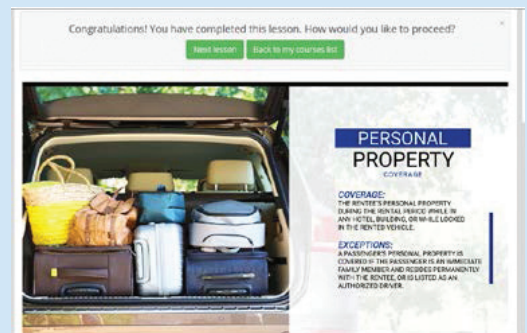 Congratulations! You have completed this lesson. How would you like to proceed?
×
Next lesson
Back to my courses list
PERSONAL
PROPERTY
COVERAGE
COVERAGE:
THE RENTEE'S PERSONAL PROPERTY
DURING THE RENTAL PERIOD WHILE IN
ANY HOTEL, BUILDING, OR WHILE LOCKED
IN THE RENTED VEHICLE.
EXCEPTIONS:
A PASSENGER'S PERSONAL PROPERTY IS
COVERED IF THE PASSENGER IS AN IMMEDIATE
FAMILY MEMBER AND RESIDES PERMANENTLY
WITH THE RENTEE, OR IS LISTED AS AN
AUTHORIZED DRIVER.